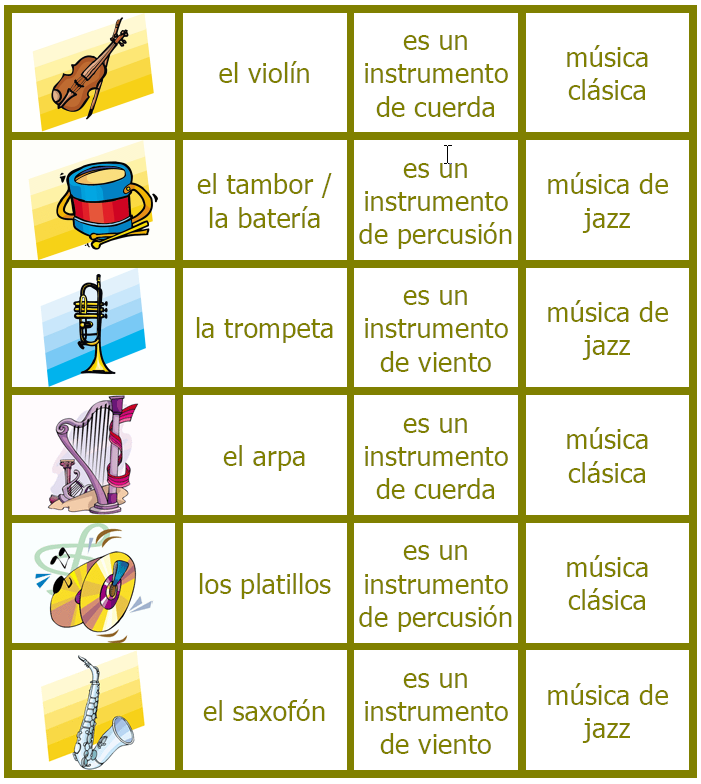 el violín
es un
instrumento
de cuerda
música
clásica
el tambor /
la batería
es un
instrumento
de percusión
música de
jazz
la trompeta
es un
instrumento
de viento
música de
jazz
el arpa
es un
instrumento
de cuerda
música
clásica
los platillos
es un
instrumento
de percusión
música
clásica
el saxofón
es un
instrumento
de viento
música de
jazz